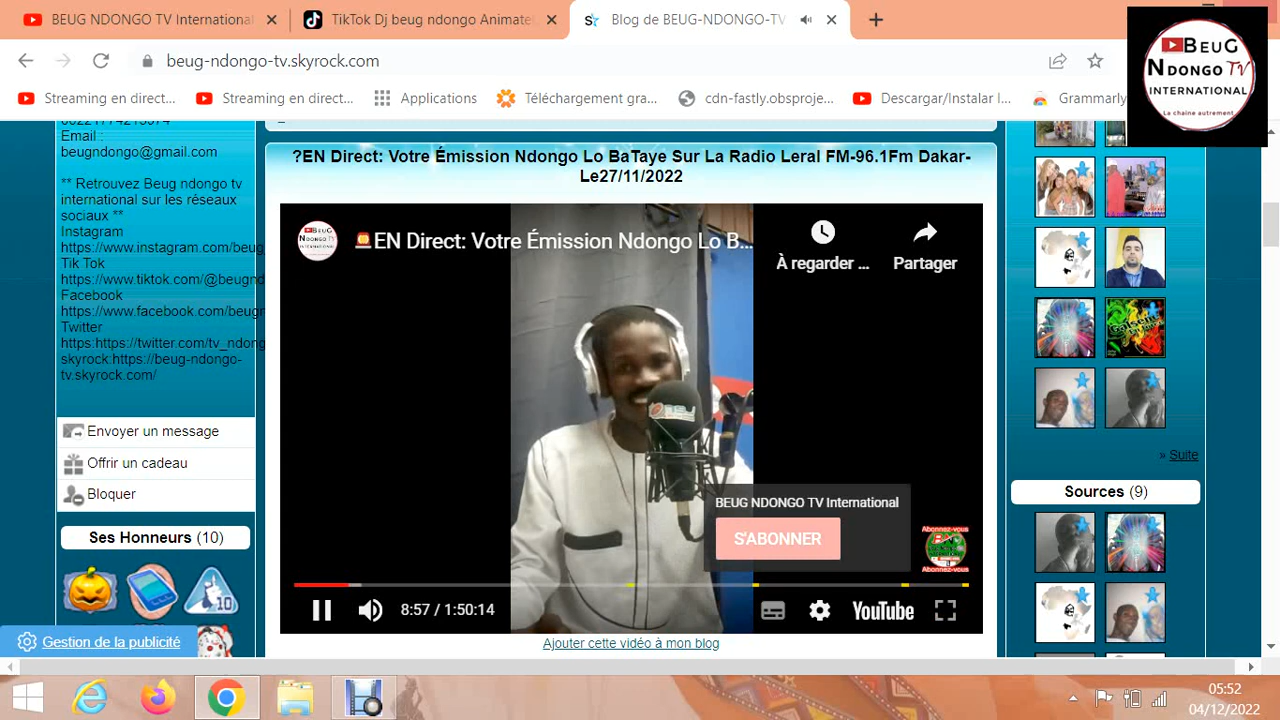 BEUG NDONGO TV International
TikTok Dj beug ndongo Animate
Blog de BEUG-NDONGO-TV
beug-ndongo-tv.skyrock.com
Streaming en direct...
Streaming en direct...
Applications
Téléchargement gra...
cdn-fastly.obsproje...
Descargar/Instalar I...
Grammarly
BEUG
NDONGO TV
INTERNATIONAL
La chaîne autrement
Email :
beugndongo@gmail.com
** Retrouvez Beug ndongo tv
international sur les réseaux
sociaux **
Instagram
https://www.instagram.com/beug
Tik Tok
https://www.tiktok.com/@beugnd
Facebook
https://www.facebook.com/beugr
Twitter
https:https://twitter.com/tv_ndong
skyrock:https://beug-ndongo-
tv.skyrock.com/
Envoyer un message
Offrir un cadeau
Bloquer
Ses Honneurs (10)
10
Gestion de la publicité
?EN Direct: Votre Émission Ndongo Lo BaTaye Sur La Radio Leral FM-96.1Fm Dakar-
Le27/11/2022
EN Direct: Votre Émission Ndongo Lo B...
À regarder ...
Partager
BEUG NDONGO TV International
S'ABONNER
Abonnez-vous
Abonnez-vous
8:57 / 1:50:14
YouTube
Ajouter cette vidéo à mon blog
» Suite
Sources (9)
05:52
04/12/2022